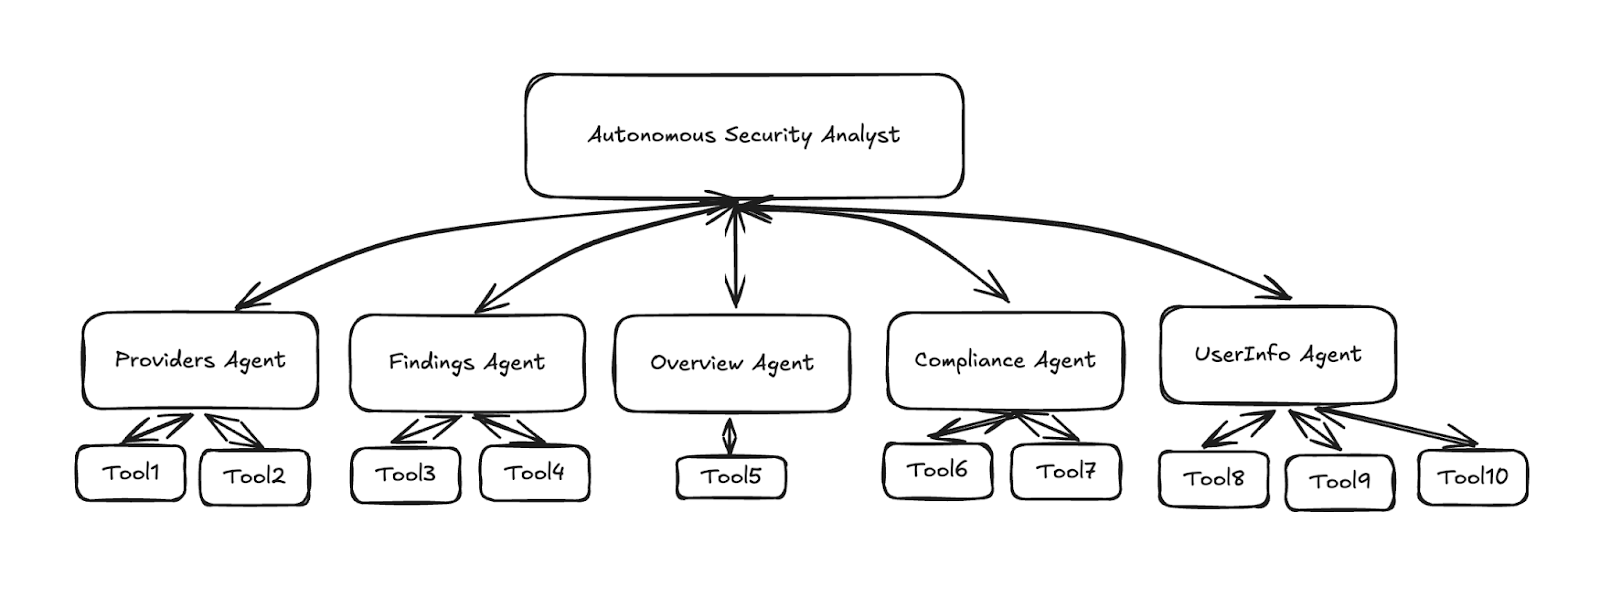 Autonomous Security Analyst
Providers Agent
Findings Agent
Overview Agent
Compliance Agent
UserInfo Agent
Tool1
Tool2
Tool3
Tool4
Tool5
Tool6
Tool7
Tool8
Tool9
Tool10